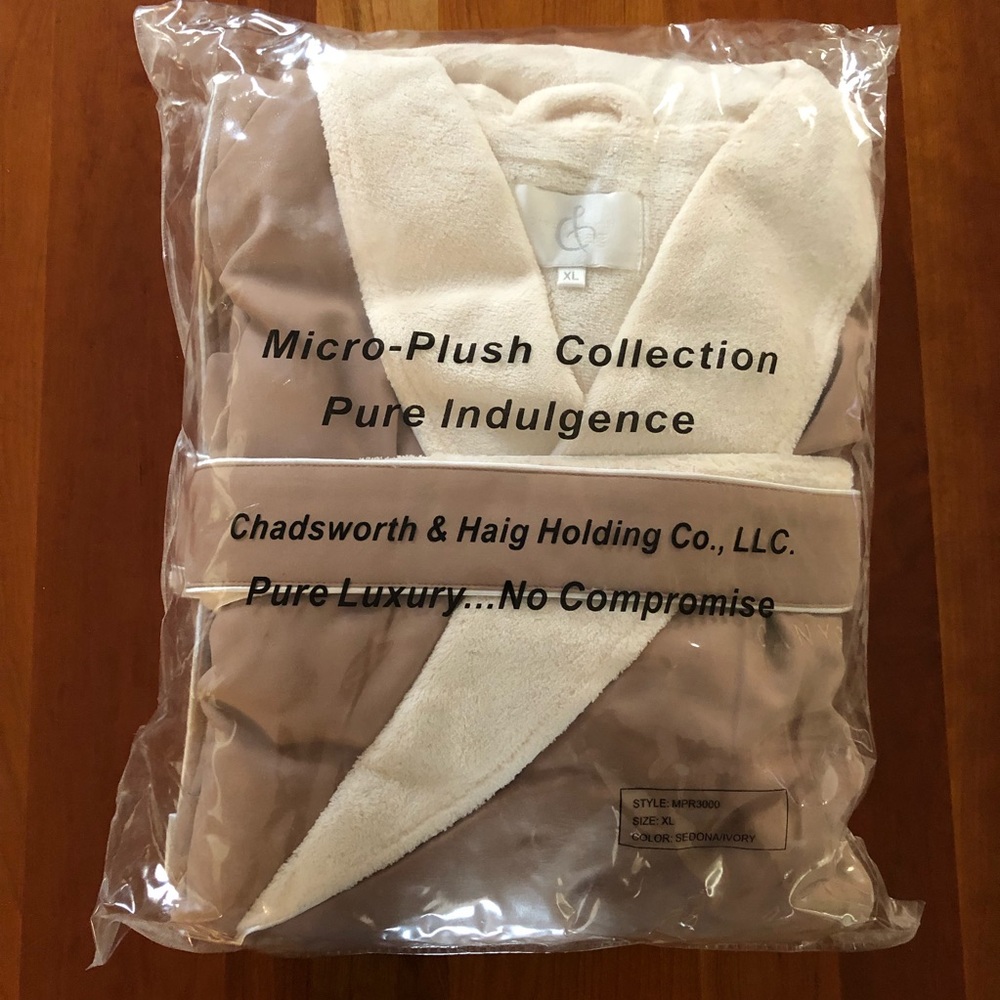 &
XL
Micro-Plush Collection
Pure Indulgence
Chadsworth & Haig Holding Co., LLC.
Pure Luxury...No Compromise
STYLE: MPR3000
SIZE: XL
COLOR: SEDONA/IVORY